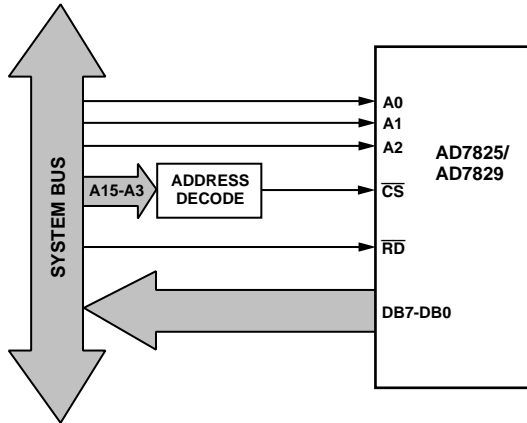 SYSTEM BUS
A0
A1
A2
A15-A3
ADDRESS
DECODE
CS
RD
DB7-DB0
AD7825/
AD7829